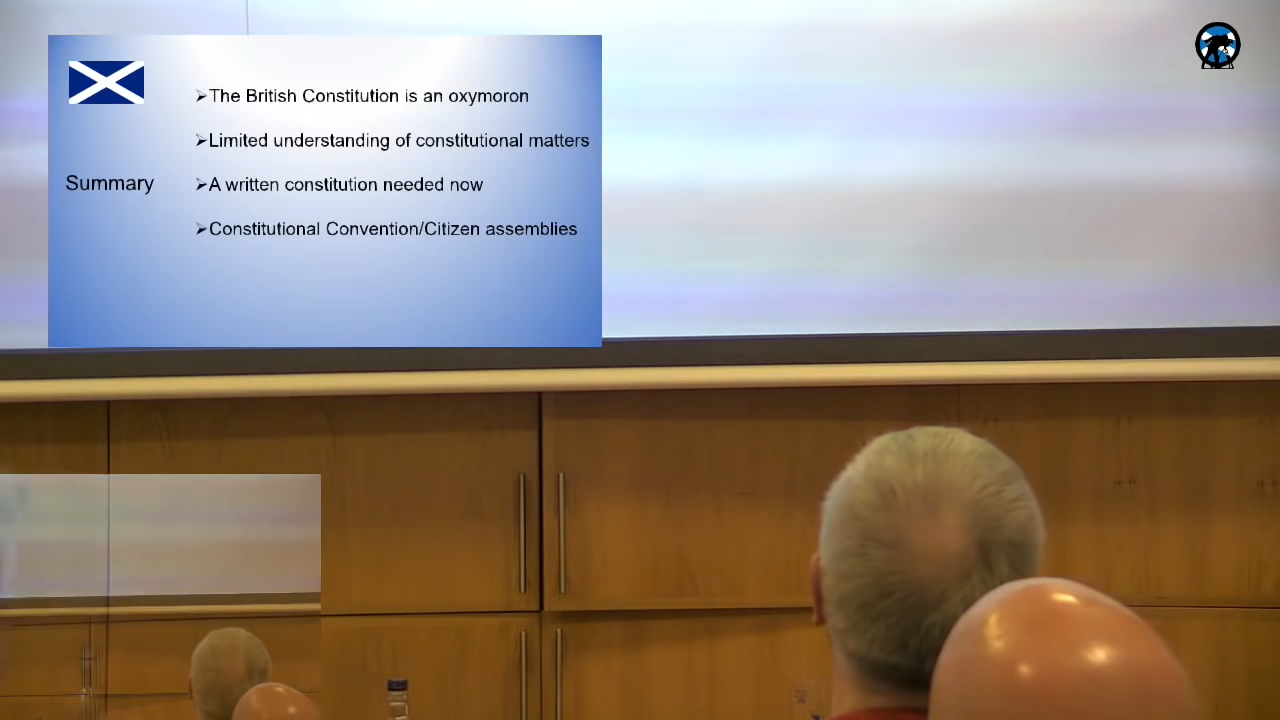 ➢The British Constitution is an oxymoron
➢Limited understanding of constitutional matters
Summary
➢A written constitution needed now
➢Constitutional Convention/Citizen assemblies